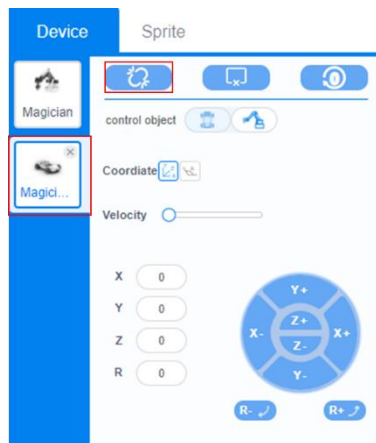 Device Sprite
Magician
control object
Magici...
Coordiate
Velocity
X 0
Y 0
Z 0
R 0
Y+
Z+
X- X+
Z-
Y-
R- R+